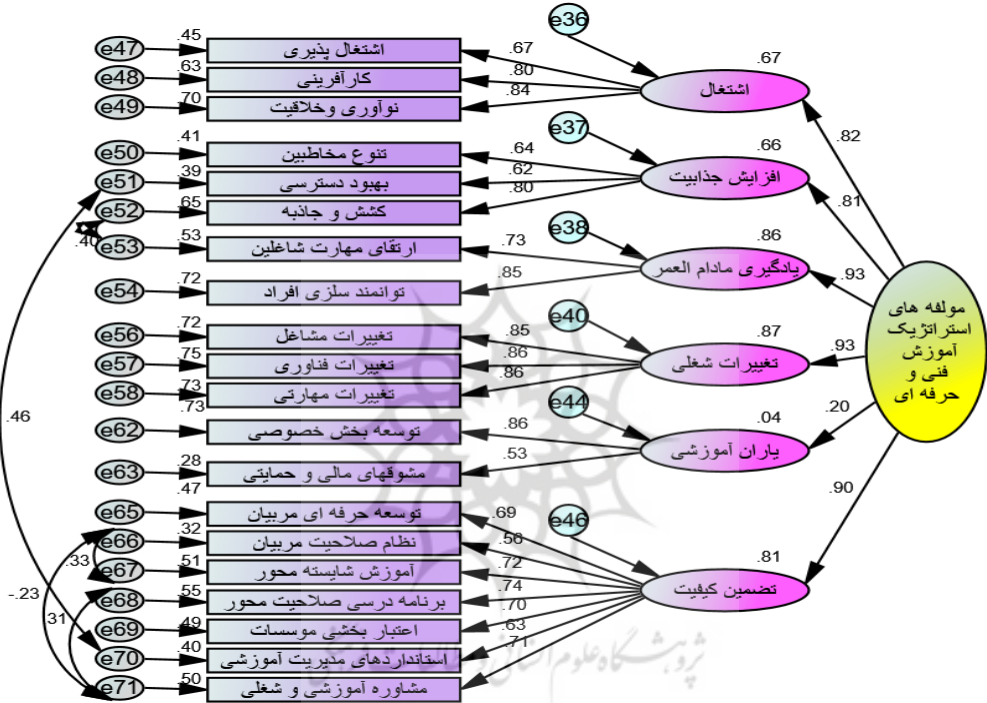 e36
e47
.45
اشتغال پذیری
.67
.67
e48
.63
کارآفرینی
.80
اشتغال
e49
.70
نوآوری وخلاقیت
.84
.82
e37
e50
.41
تنوع مخاطبین
.64
.66
e51
.39
بهبود دسترسی
.62
افزایش جذابیت
e52
.65
کشش و جاذبه
.80
.81
.40
e38
e53
.53
ارتقای مهارت شاغلین
.73
.86
یادگیری مادام العمر
.93
e54
.72
توانمند سلزی افراد
.85
مولفه های
استراتژیک
آموزش
فنی و
حرفه ای
e40
e56
.72
تغییرات مشاغل
.85
.87
e57
.75
تغییرات فناوری
.86
تغییرات شغلی
.93
e58
.73
تغییرات مهارتی
.86
e44
e62
.73
توسعه بخش خصوصی
.86
.04
.20
.46
یاران آموزشی
e63
.28
مشوقهای مالی و حمایتی
.53
.90
e46
e65
.47
توسعه حرفه ای مربیان
.69
e66
.32
نظام صلاحیت مربیان
.56
.81
.33
e67
.51
آموزش شایسته محور
.72
تضمین کیفیت
-.23
e68
.55
برنامه درسی صلاحیت محور
.74
.31
e69
.49
اعتبار بخشی موسسات
.70
e70
.40
استانداردهای مدیریت آموزشی
.63
e71
.50
مشاوره آموزشی و شغلی
.71
پژوهشگاه علوم انسانی و مطالعات فرهنگی